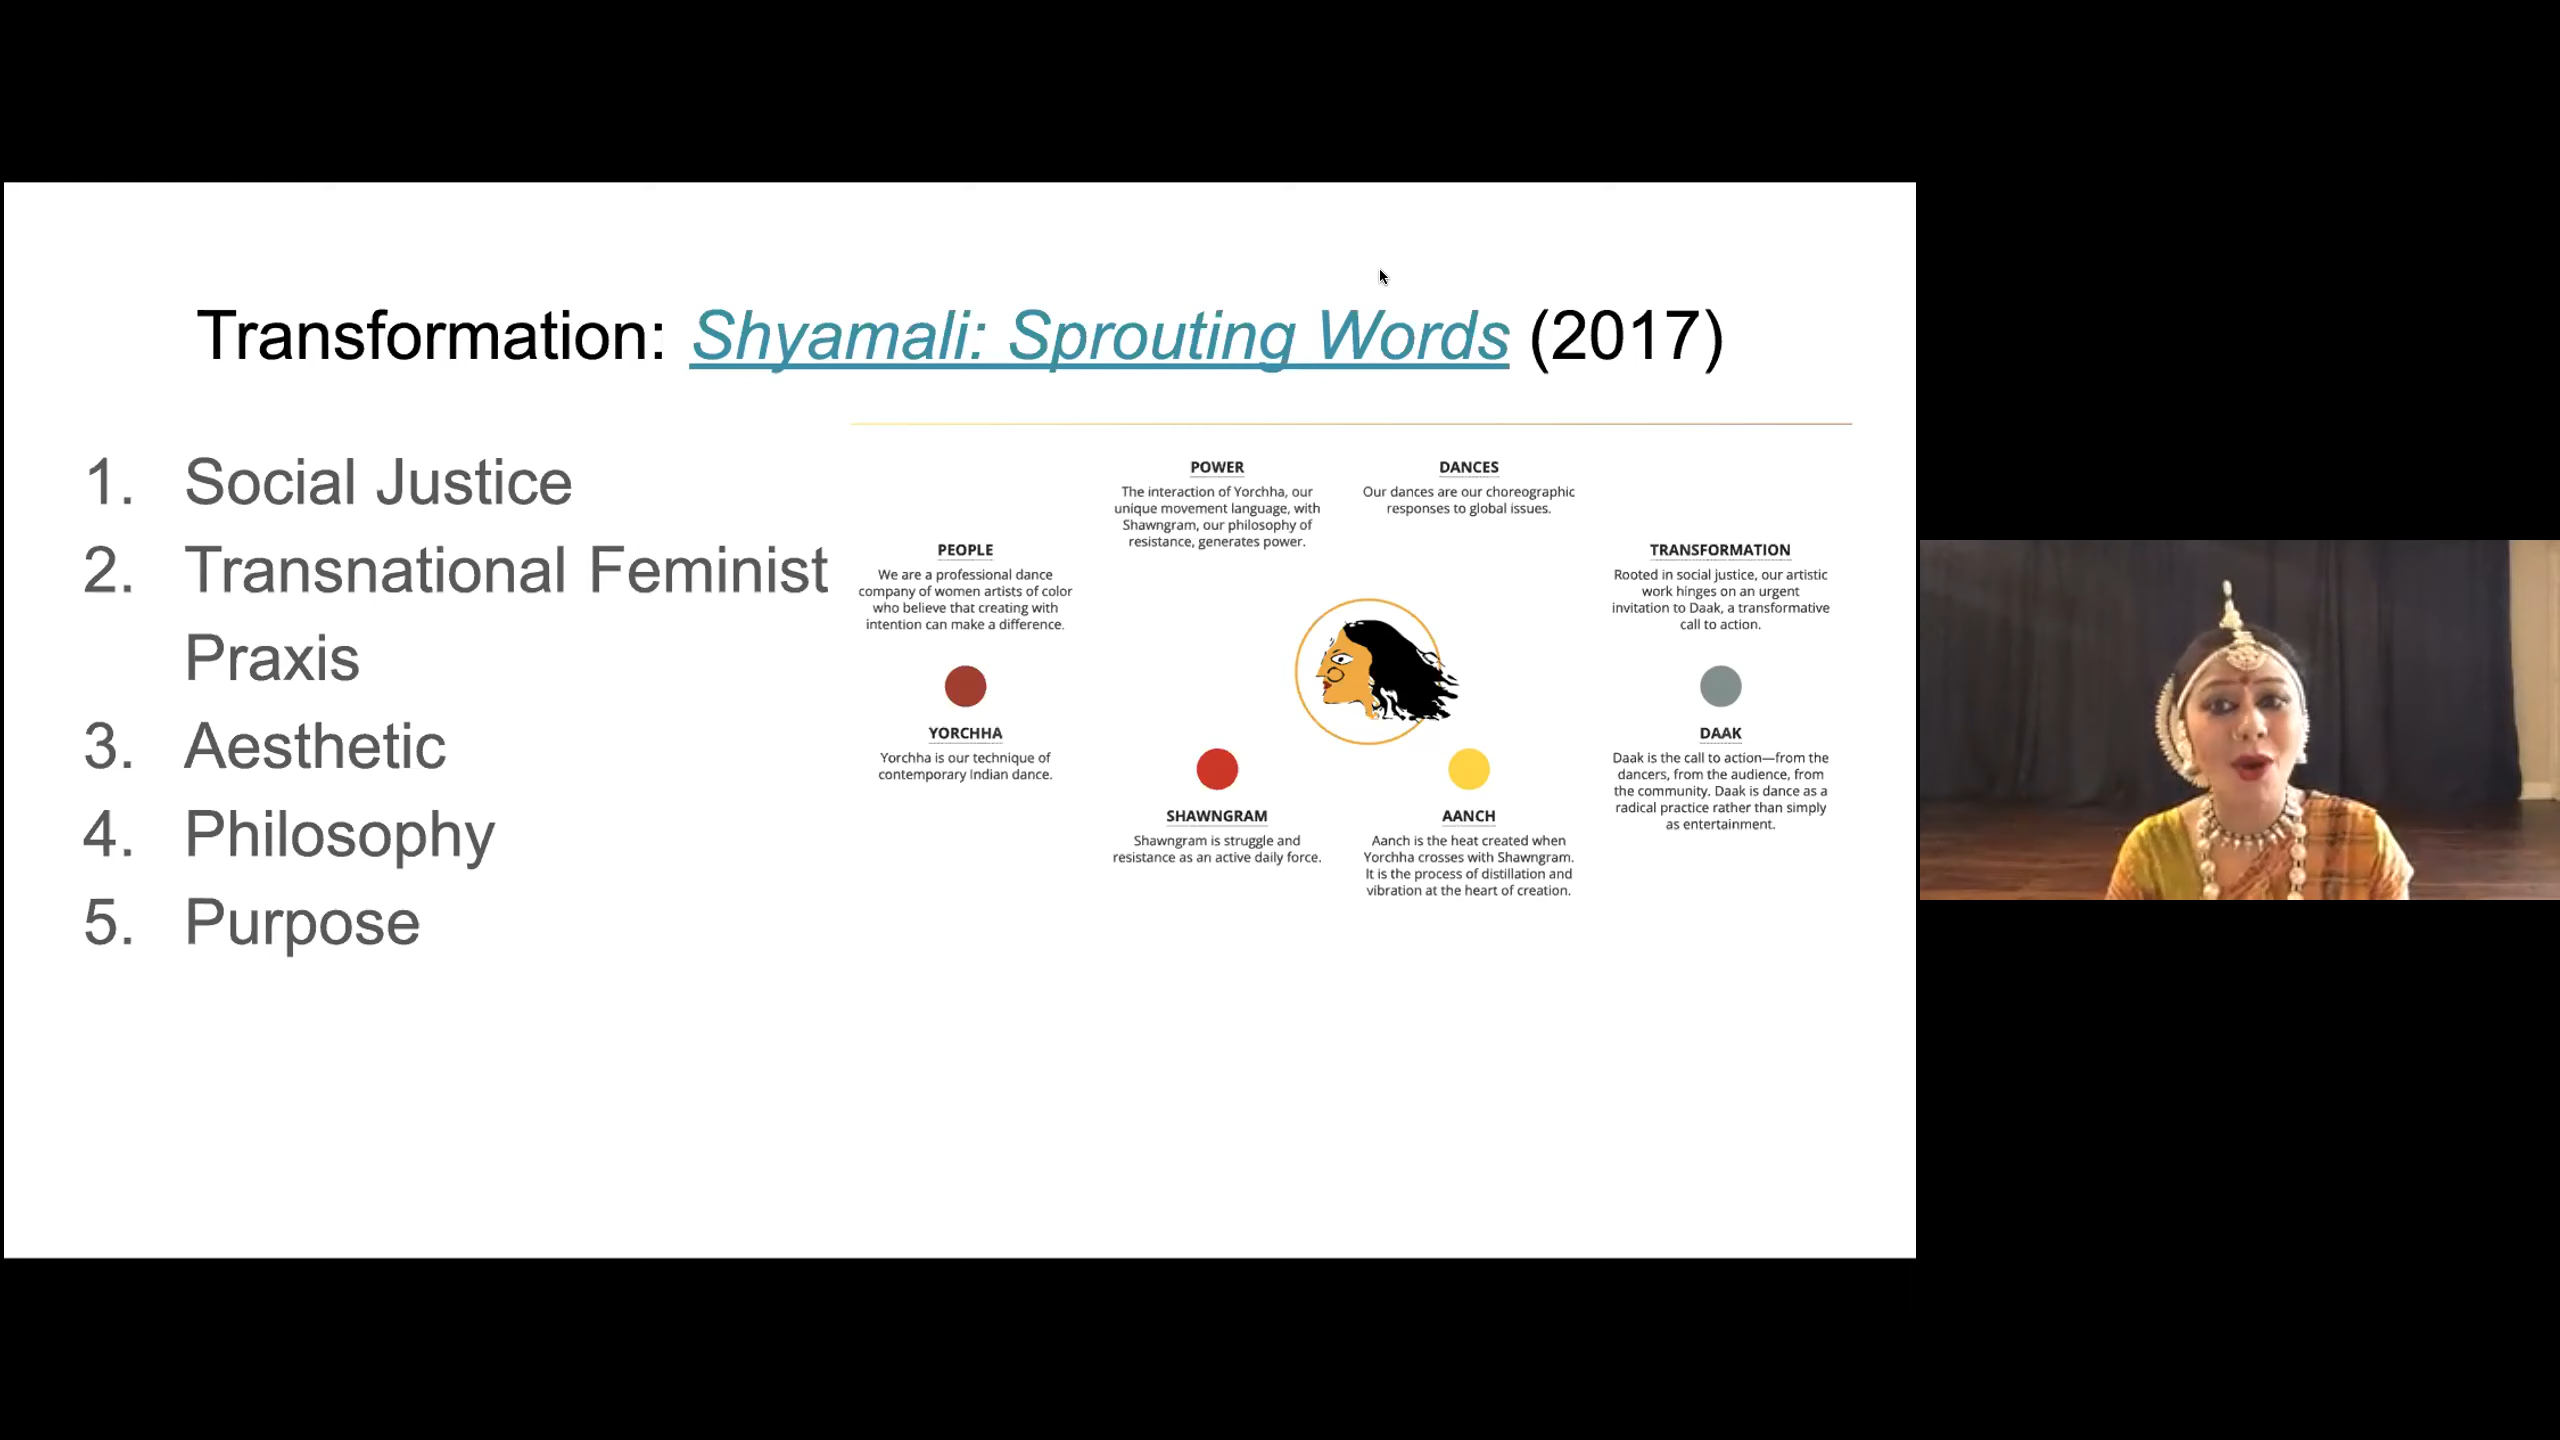 Transformation: Shyamali: Sprouting Words (2017)
1. Social Justice
2. Transnational Feminist
Praxis
3. Aesthetic
4. Philosophy
5. Purpose
PEOPLE
We are a professional dance
company of women artists of color
who believe that creating with
intention can make a difference.
POWER
The interaction of Yorchha, our
unique movement language, with
Shawngram, our philosophy of
resistance, generates power.
DANCES
Our dances are our choreographic
responses to global issues.
TRANSFORMATION
Rooted in social justice, our artistic
work hinges on an urgent
invitation to Daak, a transformative
call to action.
YORCHHA
Yorchha is our technique of
contemporary Indian dance.
SHAWNGRAM
Shawngram is struggle and
resistance as an active daily force.
AANCH
Aanch is the heat created when
Yorchha crosses with Shawngram.
It is the process of distillation and
vibration at the heart of creation.
DAAK
Daak is the call to action—from the
dancers, from the audience, from
the community. Daak is dance as a
radical practice rather than simply
as entertainment.